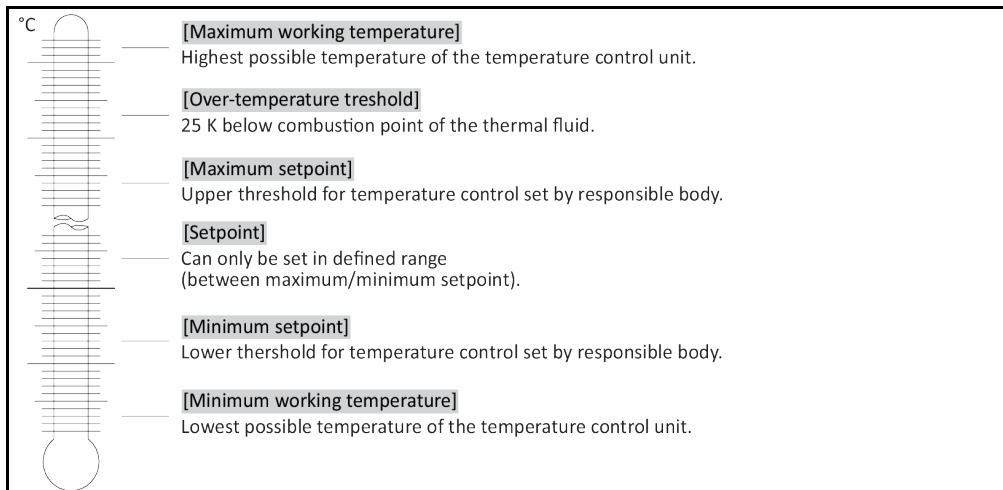 °C
[Maximum working temperature]
Highest possible temperature of the temperature control unit.
[Over-temperature treshold]
25 K below combustion point of the thermal fluid.
[Maximum setpoint]
Upper threshold for temperature control set by responsible body.
[Setpoint]
Can only be set in defined range
(between maximum/minimum setpoint).
[Minimum setpoint]
Lower thershold for temperature control set by responsible body.
[Minimum working temperature]
Lowest possible temperature of the temperature control unit.